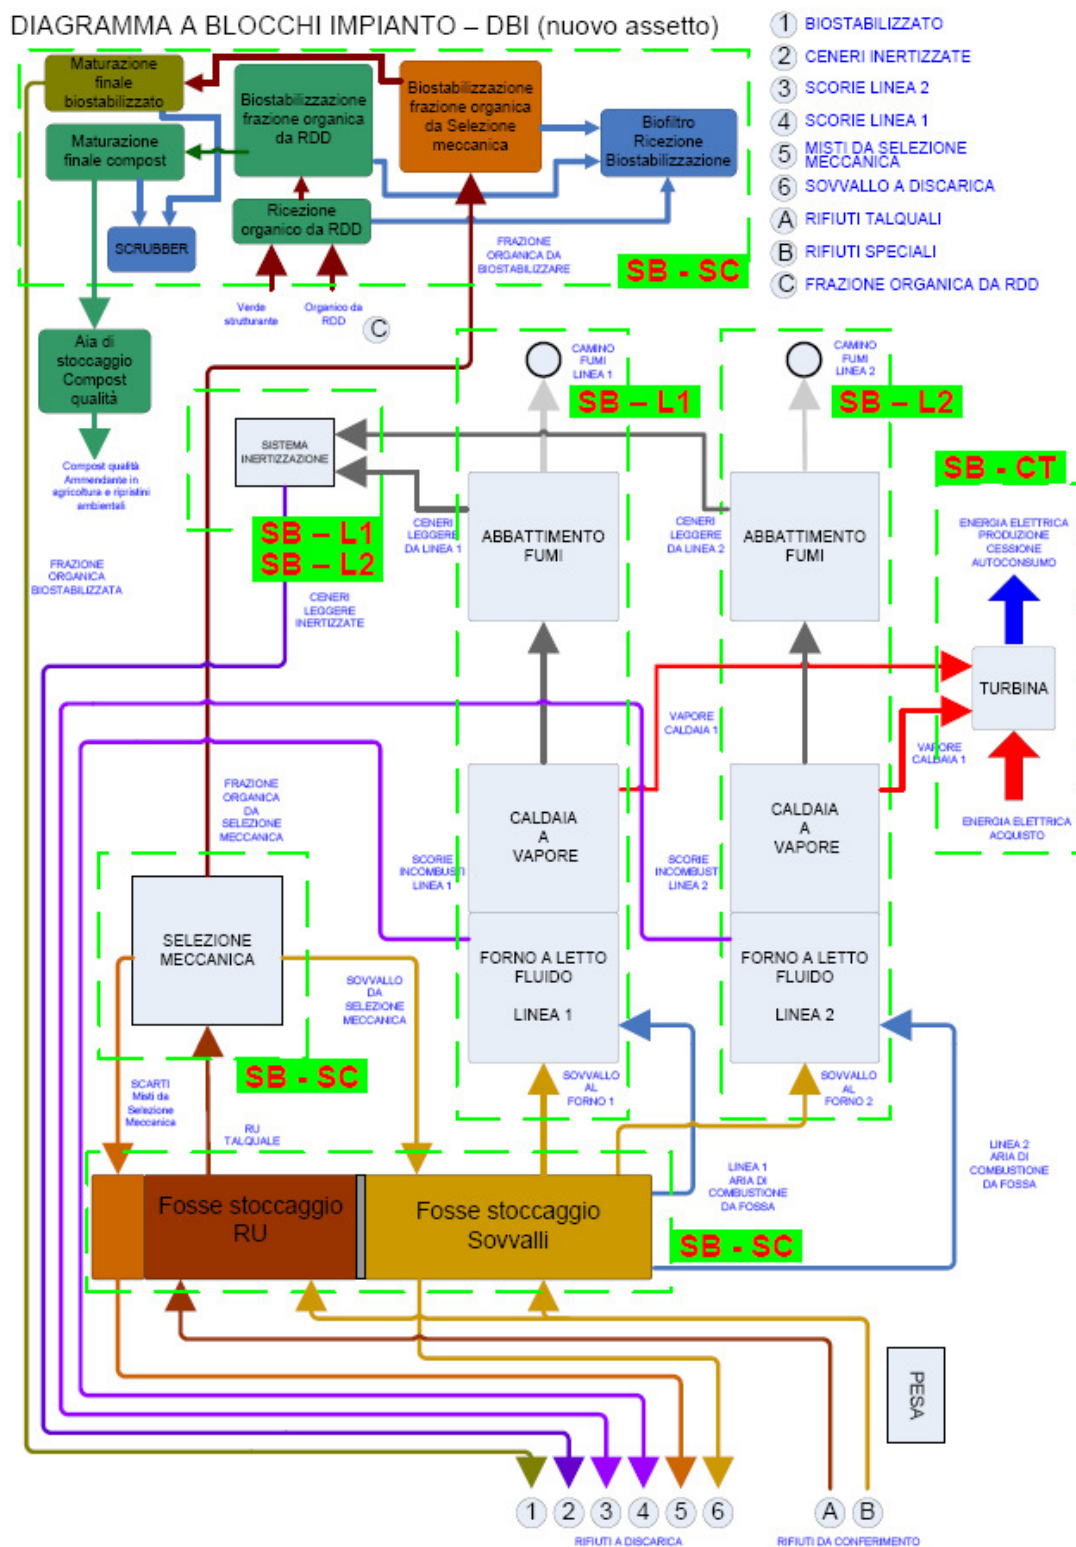 DIAGRAMMA A BLOCCHI IMPIANTO – DBI (nuovo assetto)
1 BIOSTABILIZZATO
2 CENERI INERTIZZATE
3 SCORIE LINEA 2
4 SCORIE LINEA 1
5 MISTI DA SELEZIONE
MECCANICA
6 SOVVALLO A DISCARICA
A RIFIUTI TALQUALI
B RIFIUTI SPECIALI
C FRAZIONE ORGANICA DA RDD
Maturazione
finale
biostabilizzato
Biostabilizzazione
frazione organica
da RDD
Biostabilizzazione
frazione organica
da Selezione
meccanica
Biofiltro
Ricezione
Biostabilizzazione
Maturazione
finale compost
Ricezione
organico da RDD
SCRUBBER
FRAZIONE
ORGANICA DA
BIOSTABILIZZARE
SB - SC
Verde
strutturante
Organico da
RDD
C
Aia di
stoccaggio
Compost
qualità
Compost qualità
Ammendante in
agricoltura e ripristini
ambientali
CAMINO
FUMI
LINEA 1
SB – L1
CAMINO
FUMI
LINEA 2
SB – L2
SISTEMA
INERTIZZAZIONE
SB – L1
SB – L2
CENERI
LEGGERE
DA LINEA 1
ABBATTIMENTO
FUMI
CENERI
LEGGERE
DA LINEA 2
ABBATTIMENTO
FUMI
SB - CT
ENERGIA ELETTRICA
PRODUZIONE
CESSIONE
AUTOCONSUMO
FRAZIONE
ORGANICA
BIOSTABILIZZATA
CENERI
LEGGERE
INERTIZZATE
TURBINA
VAPORE
CALDAIA 1
VAPORE
CALDAIA 1
ENERGIA ELETTRICA
ACQUISTO
FRAZIONE
ORGANICA
DA
SELEZIONE
MECCANICA
CALDAIA
A
VAPORE
CALDAIA
A
VAPORE
SCORIE
INCOMBUSTI
LINEA 1
SCORIE
INCOMBUSTI
LINEA 2
SELEZIONE
MECCANICA
SOVVALLO
DA
SELEZIONE
MECCANICA
FORNO A LETTO
FLUIDO
LINEA 1
FORNO A LETTO
FLUIDO
LINEA 2
SB - SC
SCARTI
Misti da
Selezione
Meccanica
RU
TALQUALE
SOVVALLO
AL
FORNO 1
SOVVALLO
AL
FORNO 2
LINEA 1
ARIA DI
COMBUSTIONE
DA FOSSA
LINEA 2
ARIA DI
COMBUSTIONE
DA FOSSA
Fosse stoccaggio
RU
Fosse stoccaggio
Sovvalli
SB - SC
PESA
1 2 3 4 5 6
A B
RIFIUTI A DISCARICA
RIFIUTI DA CONFERIMENTO